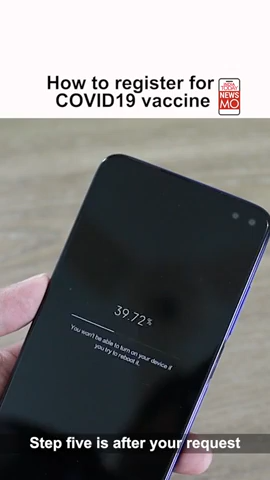 How to register for
COVID19 vaccine
INDIA TODAY
NEWS
MO
39.72%
You won't be able to turn on your device if
you try to reboot it.
Step five is after your request